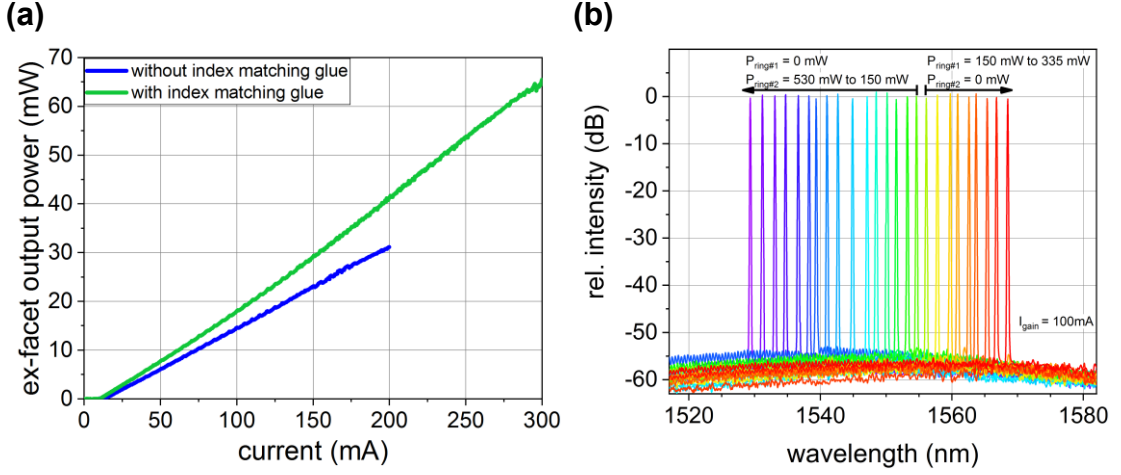 (a)
70
60
50
40
30
20
10
0
ex-facet output power (mW)
without index matching glue
with index matching glue
0 50 100 150 200 250 300
current (mA)
(b)
0
-10
-20
-30
-40
-50
-60
rel. intensity (dB)
P_ring#1 = 0 mW
P_ring#2 = 530 mW to 150 mW
P_ring#1 = 150 mW to 335 mW
P_ring#2 = 0 mW
I_gain = 100mA
1520 1540 1560 1580
wavelength (nm)